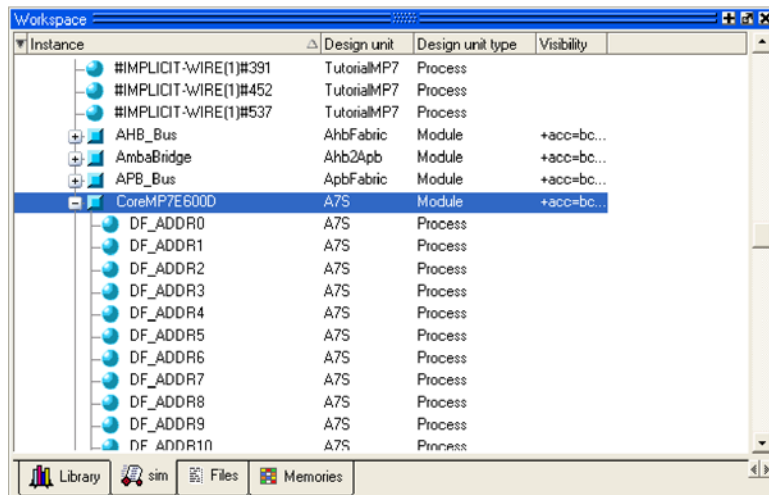 Workspace
Instance Design unit Design unit type Visibility
#IMPLICIT-WIRE(1)#391 TutorialMP7 Process
#IMPLICIT-WIRE(1)#452 TutorialMP7 Process
#IMPLICIT-WIRE(1)#537 TutorialMP7 Process
AHB_Bus AhbFabric Module +acc=bc...
AmbaBridge Ahb2Apb Module +acc=bc...
APB_Bus ApbFabric Module +acc=bc...
CoreMP7E600D A7S Module +acc=bc...
DF_ADDR0 A7S Process
DF_ADDR1 A7S Process
DF_ADDR2 A7S Process
DF_ADDR3 A7S Process
DF_ADDR4 A7S Process
DF_ADDR5 A7S Process
DF_ADDR6 A7S Process
DF_ADDR7 A7S Process
DF_ADDR8 A7S Process
DF_ADDR9 A7S Process
DF_ADDR10 A7S Process
Library sim Files Memories